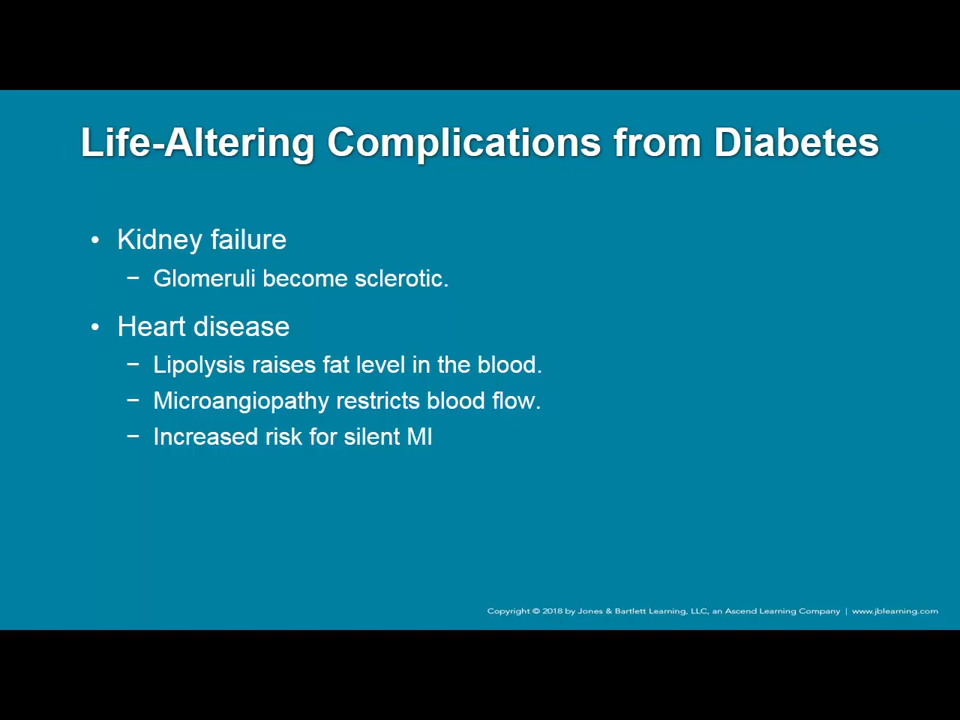 Life-Altering Complications from Diabetes
• Kidney failure
− Glomeruli become sclerotic.
• Heart disease
− Lipolysis raises fat level in the blood.
− Microangiopathy restricts blood flow.
− Increased risk for silent MI
Copyright © 2018 by Jones & Bartlett Learning, LLC, an Ascend Learning Company | www.jblearning.com